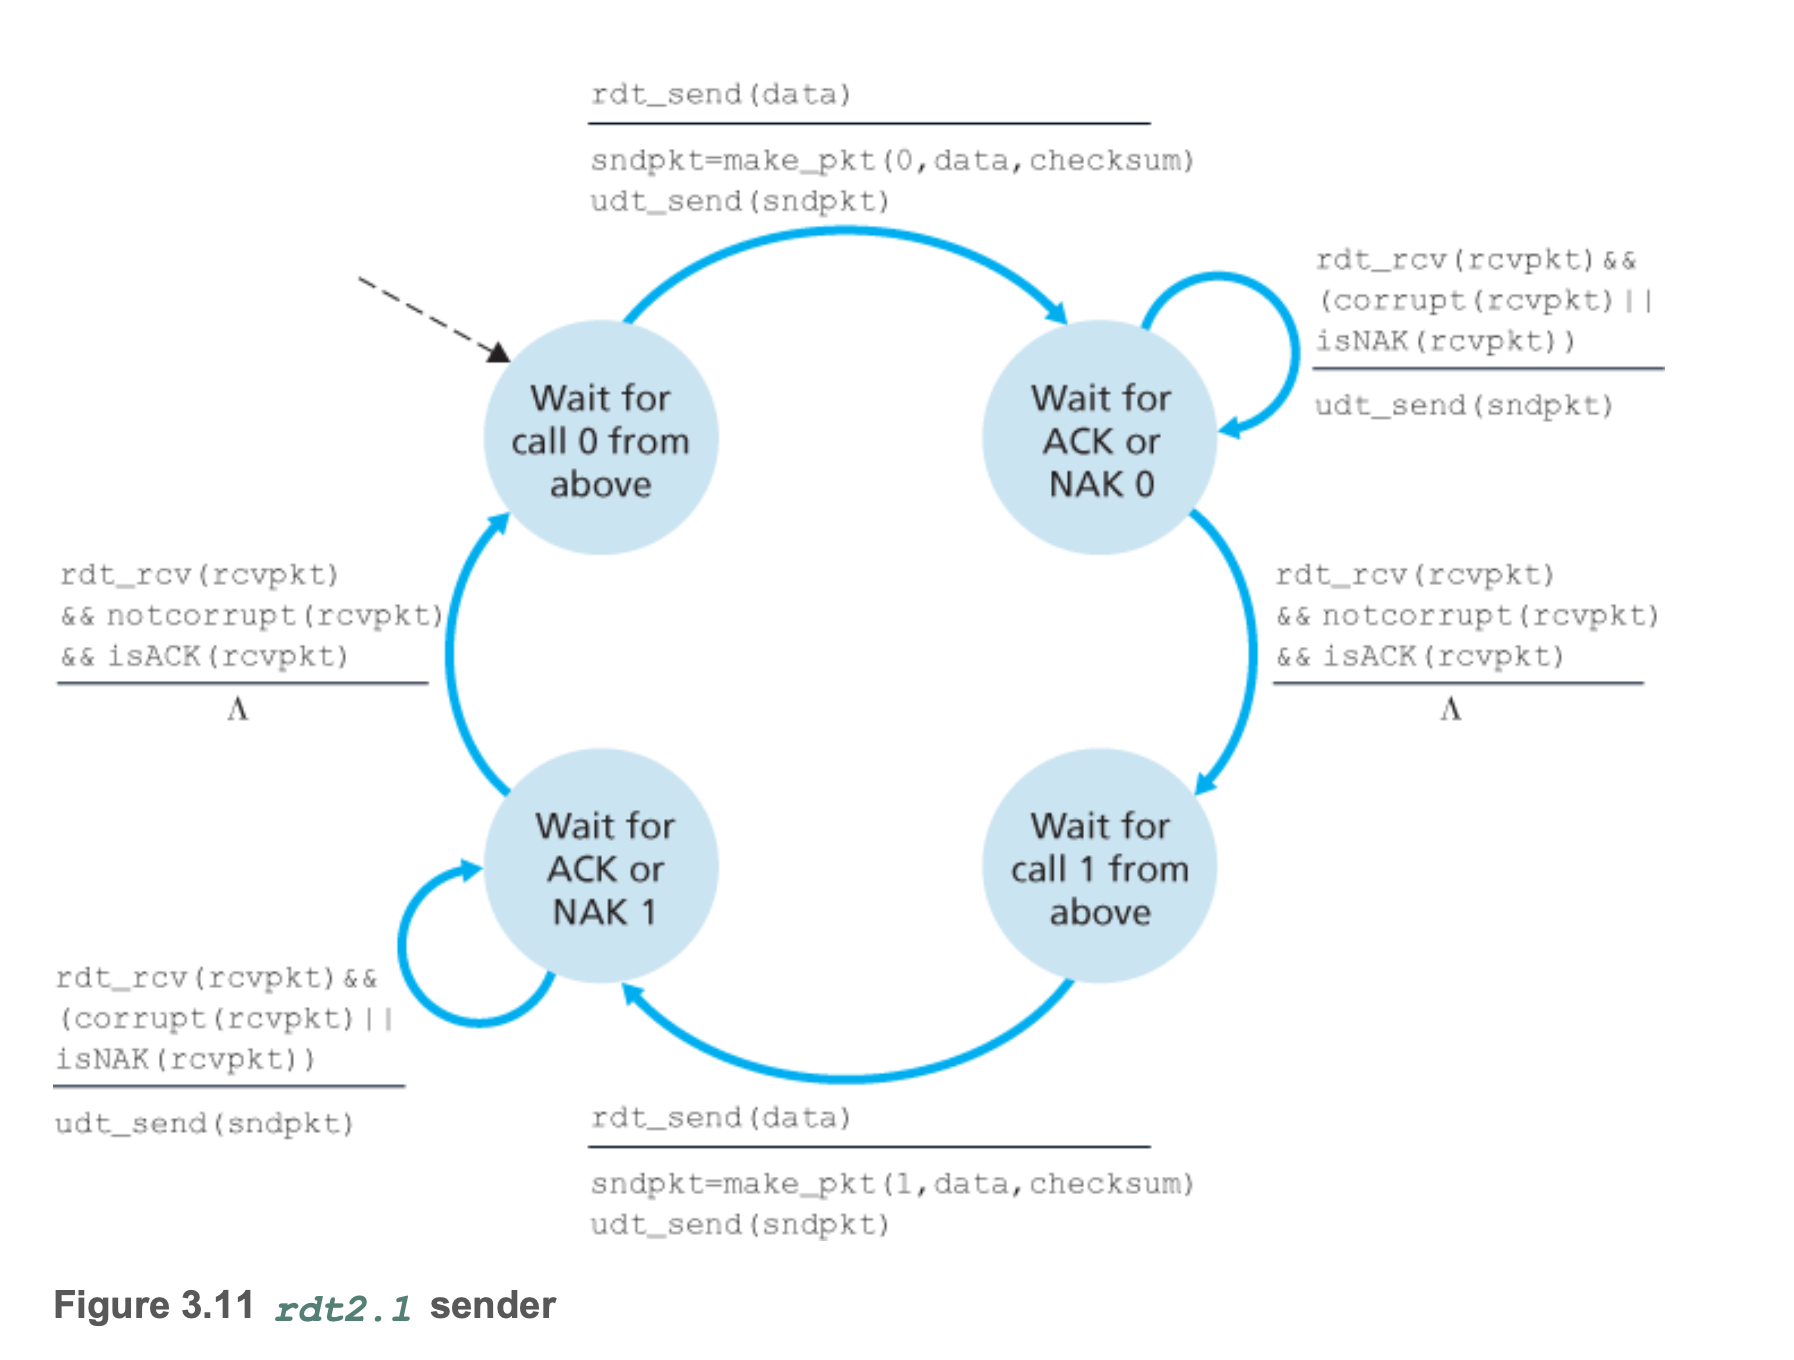 rdt_send(data)
sndpkt=make_pkt(0,data,checksum)
udt_send(sndpkt)
rdt_rcv(rcvpkt)&&
(corrupt(rcvpkt)||
isNAK(rcvpkt))
udt_send(sndpkt)
Wait for
call 0 from
above
Wait for
ACK or
NAK 0
rdt_rcv(rcvpkt)
&& notcorrupt(rcvpkt)
&& isACK(rcvpkt)
Λ
rdt_rcv(rcvpkt)
&& notcorrupt(rcvpkt)
&& isACK(rcvpkt)
Λ
Wait for
ACK or
NAK 1
Wait for
call 1 from
above
rdt_rcv(rcvpkt)&&
(corrupt(rcvpkt)||
isNAK(rcvpkt))
udt_send(sndpkt)
rdt_send(data)
sndpkt=make_pkt(1,data,checksum)
udt_send(sndpkt)
Figure 3.11 rdt2.1 sender